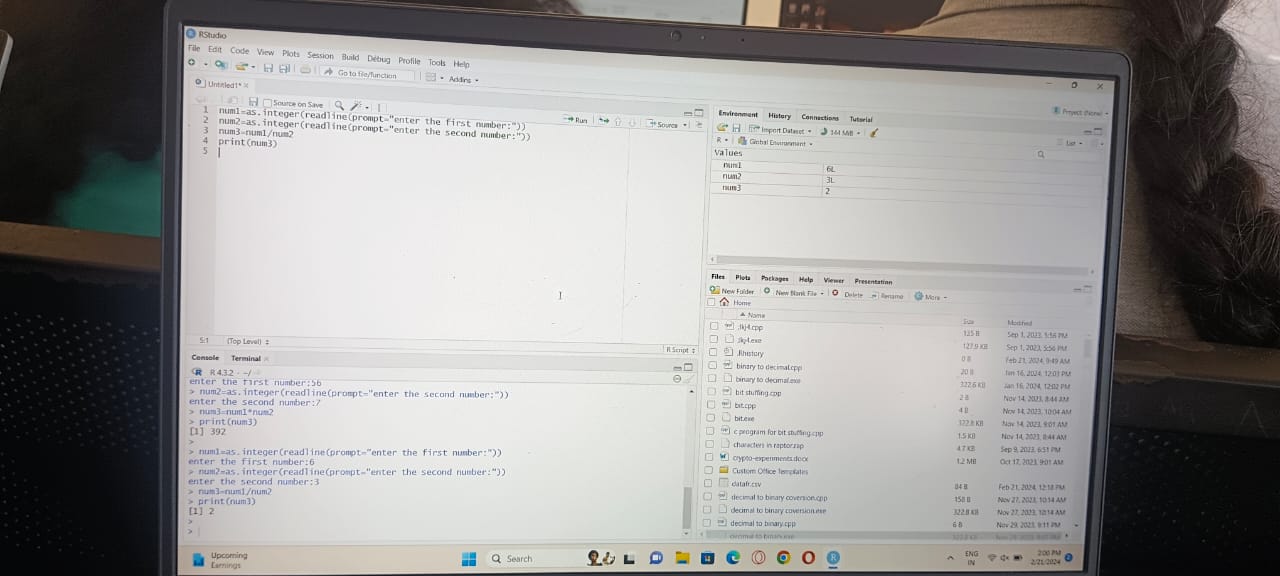 RStudio
File Edit Code View Plots Session Build Debug Profile Tools Help
Go to file/function
Addins
Untitled1*
Source on Save
Run
Source
1 num1=as.integer(readline(prompt="enter the first number:"))
2 num2=as.integer(readline(prompt="enter the second number:"))
3 num3=num1/num2
4 print(num3)
5
5:1 (Top Level)
R Script
Console Terminal
R 4.3.2 · ~/
enter the first number:56
> num2=as.integer(readline(prompt="enter the second number:"))
enter the second number:7
> num3=num1*num2
> print(num3)
[1] 392
>
> num1=as.integer(readline(prompt="enter the first number:"))
enter the first number:6
> num2=as.integer(readline(prompt="enter the second number:"))
enter the second number:3
> num3=num1/num2
> print(num3)
[1] 2
>
>
Project: (None)
Environment History Connections Tutorial
Import Dataset 144 MiB
List
R Global Environment
Values
num1 6L
num2 3L
num3 2
Files Plots Packages Help Viewer Presentation
New Folder New Blank File Delete Rename More
Home
Name Size Modified
;lkj4.cpp 135 B Sep 1, 2023, 5:56 PM
;lkj4.exe 127.9 KB Sep 1, 2023, 5:56 PM
.Rhistory 0 B Feb 21, 2024, 9:49 AM
binary to decimal.cpp 20 B Jan 16, 2024, 12:03 PM
binary to decimal.exe 322.6 KB Jan 16, 2024, 12:02 PM
bit stuffing.cpp 2 B Nov 14, 2023, 8:44 AM
bit.cpp 4 B Nov 14, 2023, 10:04 AM
bit.exe 322.8 KB Nov 14, 2023, 9:01 AM
c program for bit stuffing.cpp 1.5 KB Nov 14, 2023, 8:44 AM
characters in raptor.rap 4.7 KB Sep 9, 2023, 6:51 PM
crypto-experiments.docx 1.2 MB Oct 17, 2023, 9:01 AM
Custom Office Templates
datafr.csv 84 B Feb 21, 2024, 12:18 PM
decimal to binary coversion.cpp 158 B Nov 27, 2023, 10:14 AM
decimal to binary coversion.exe 322.8 KB Nov 27, 2023, 10:14 AM
decimal to binary.cpp 6 B Nov 29, 2023, 9:11 PM
decimal to binary.exe
Upcoming
Earnings
Search
ENG
IN
2:00 PM
2/21/2024